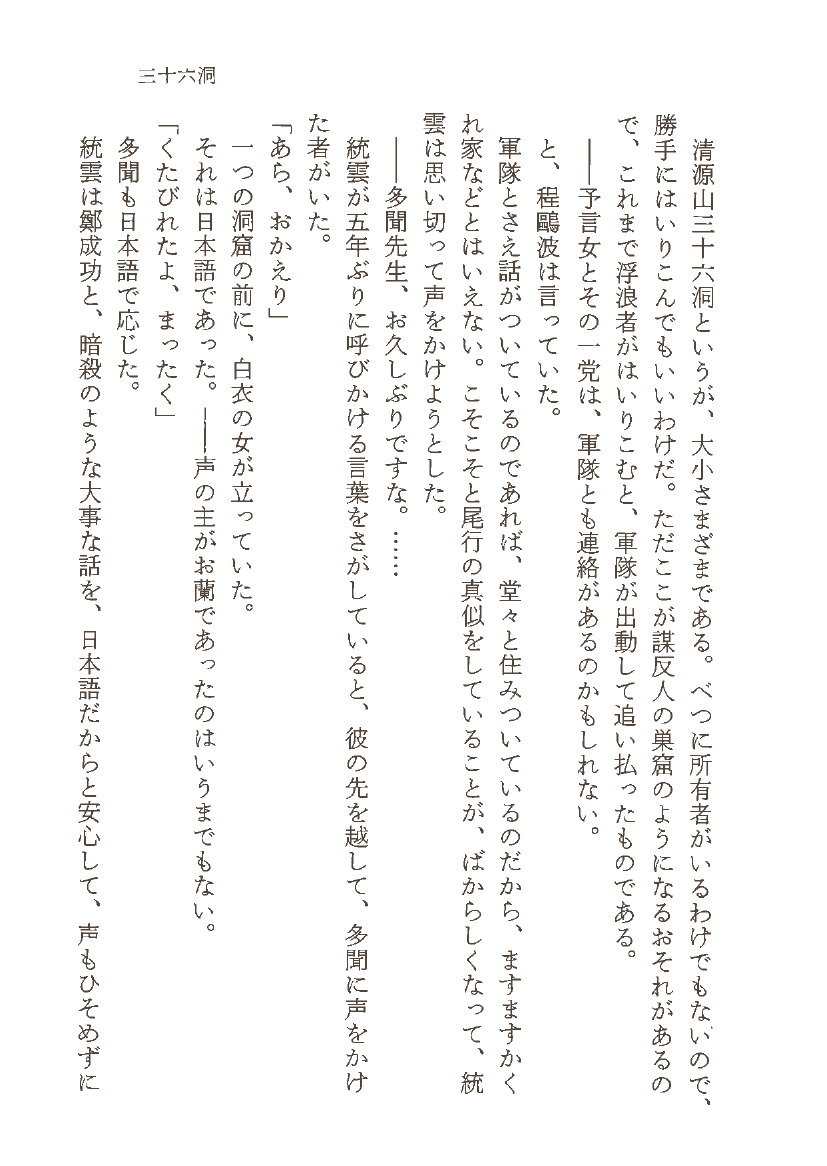 三十六洞
清源山三十六洞というが、大小さまざまである。べつに所有者がいるわけでもないので、
勝手にはいりこんでもいいわけだ。ただここが謀反人の巣窟のようになるおそれがあるの
で、これまで浮浪者がはいりこむと、軍隊が出動して追い払ったものである。
――予言女とその一党は、軍隊とも連絡があるのかもしれない。
と、程鷗波は言っていた。
軍隊とさえ話がついているのであれば、堂々と住みついているのだから、ますますかく
れ家などとはいえない。こそこそと尾行の真似をしていることが、ばからしくなって、統
雲は思い切って声をかけようとした。
――多聞先生、お久しぶりですな。……
統雲が五年ぶりに呼びかける言葉をさがしていると、彼の先を越して、多聞に声をかけ
た者がいた。
「あら、おかえり」
一つの洞窟の前に、白衣の女が立っていた。
それは日本語であった。――声の主がお蘭であったのはいうまでもない。
「くたびれたよ、まったく」
多聞も日本語で応じた。
統雲は鄭成功と、暗殺のような大事な話を、日本語だからと安心して、声もひそめずに